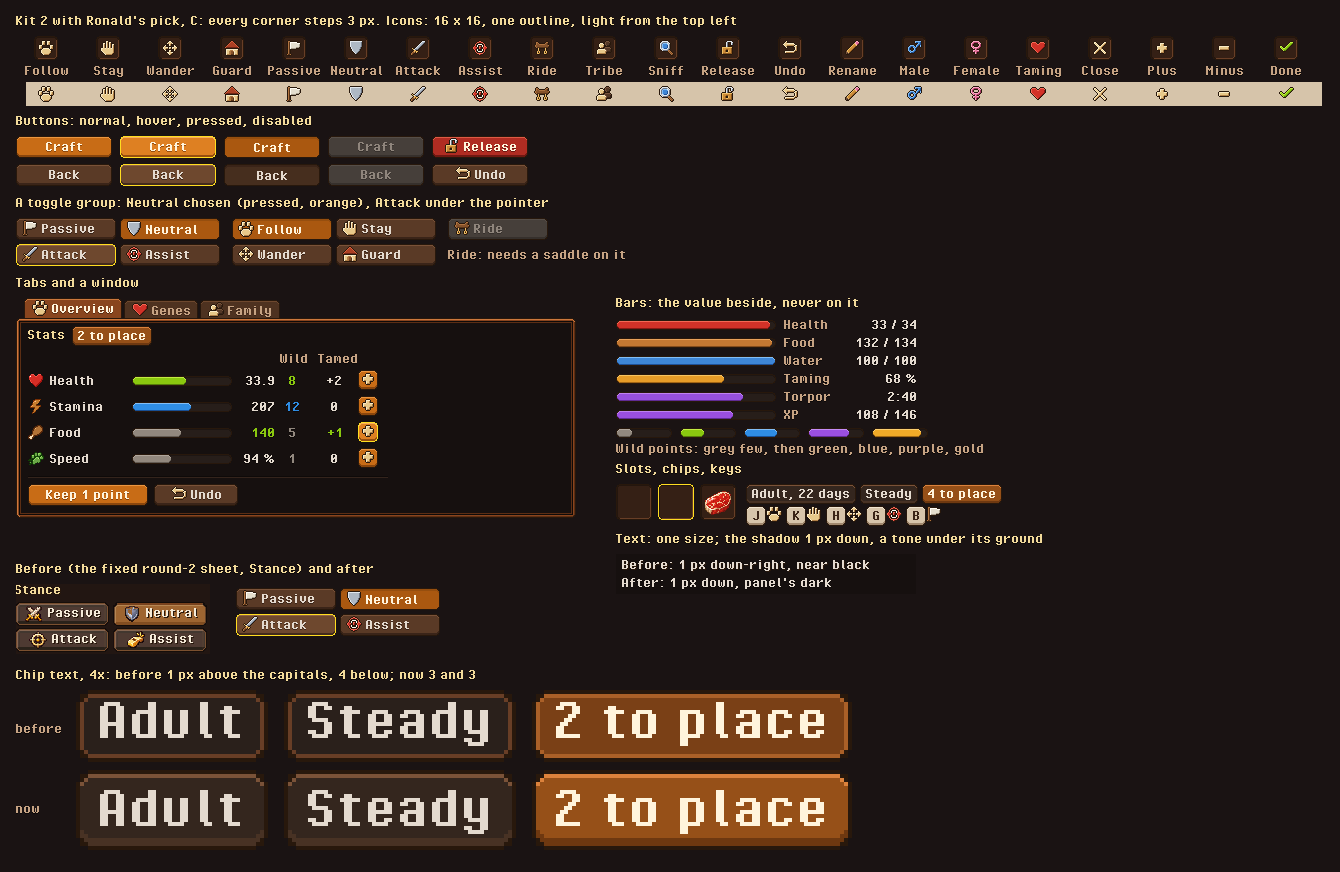 Kit 2 with Ronald's pick, C: every corner steps 3 px. Icons: 16 x 16, one outline, light from the top left
Follow Stay Wander Guard Passive Neutral Attack Assist Ride Tribe Sniff Release Undo Rename Male Female Taming Close Plus Minus Done
Buttons: normal, hover, pressed, disabled
Craft Craft Craft Craft Release
Back Back Back Back Undo
A toggle group: Neutral chosen (pressed, orange), Attack under the pointer
Passive Neutral Follow Stay Ride
Attack Assist Wander Guard Ride: needs a saddle on it
Tabs and a window
Overview Genes Family
Stats 2 to place
Wild Tamed
Health 33.9 8 +2
Stamina 207 12 0
Food 140 5 +1
Speed 94 % 1 0
Keep 1 point Undo
Bars: the value beside, never on it
Health 33 / 34
Food 132 / 134
Water 100 / 100
Taming 68 %
Torpor 2:40
XP 108 / 146
Wild points: grey few, then green, blue, purple, gold
Slots, chips, keys
Adult, 22 days Steady 4 to place
J K H G B
Text: one size; the shadow 1 px down, a tone under its ground
Before: 1 px down-right, near black
After: 1 px down, panel's dark
Before (the fixed round-2 sheet, Stance) and after
Stance
Passive Neutral Passive Neutral
Attack Assist Attack Assist
Chip text, 4x: before 1 px above the capitals, 4 below; now 3 and 3
before Adult Steady 2 to place
now Adult Steady 2 to place